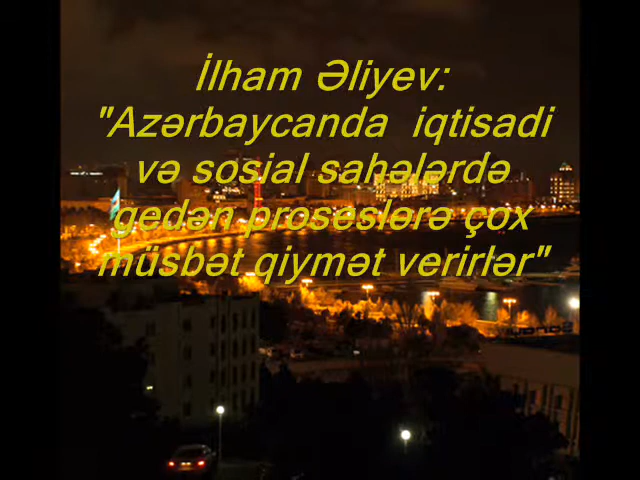 İlham Əliyev:
"Azərbaycanda iqtisadi
və sosial sahələrdə
gedən proseslərə çox
müsbət qiymət verirlər"